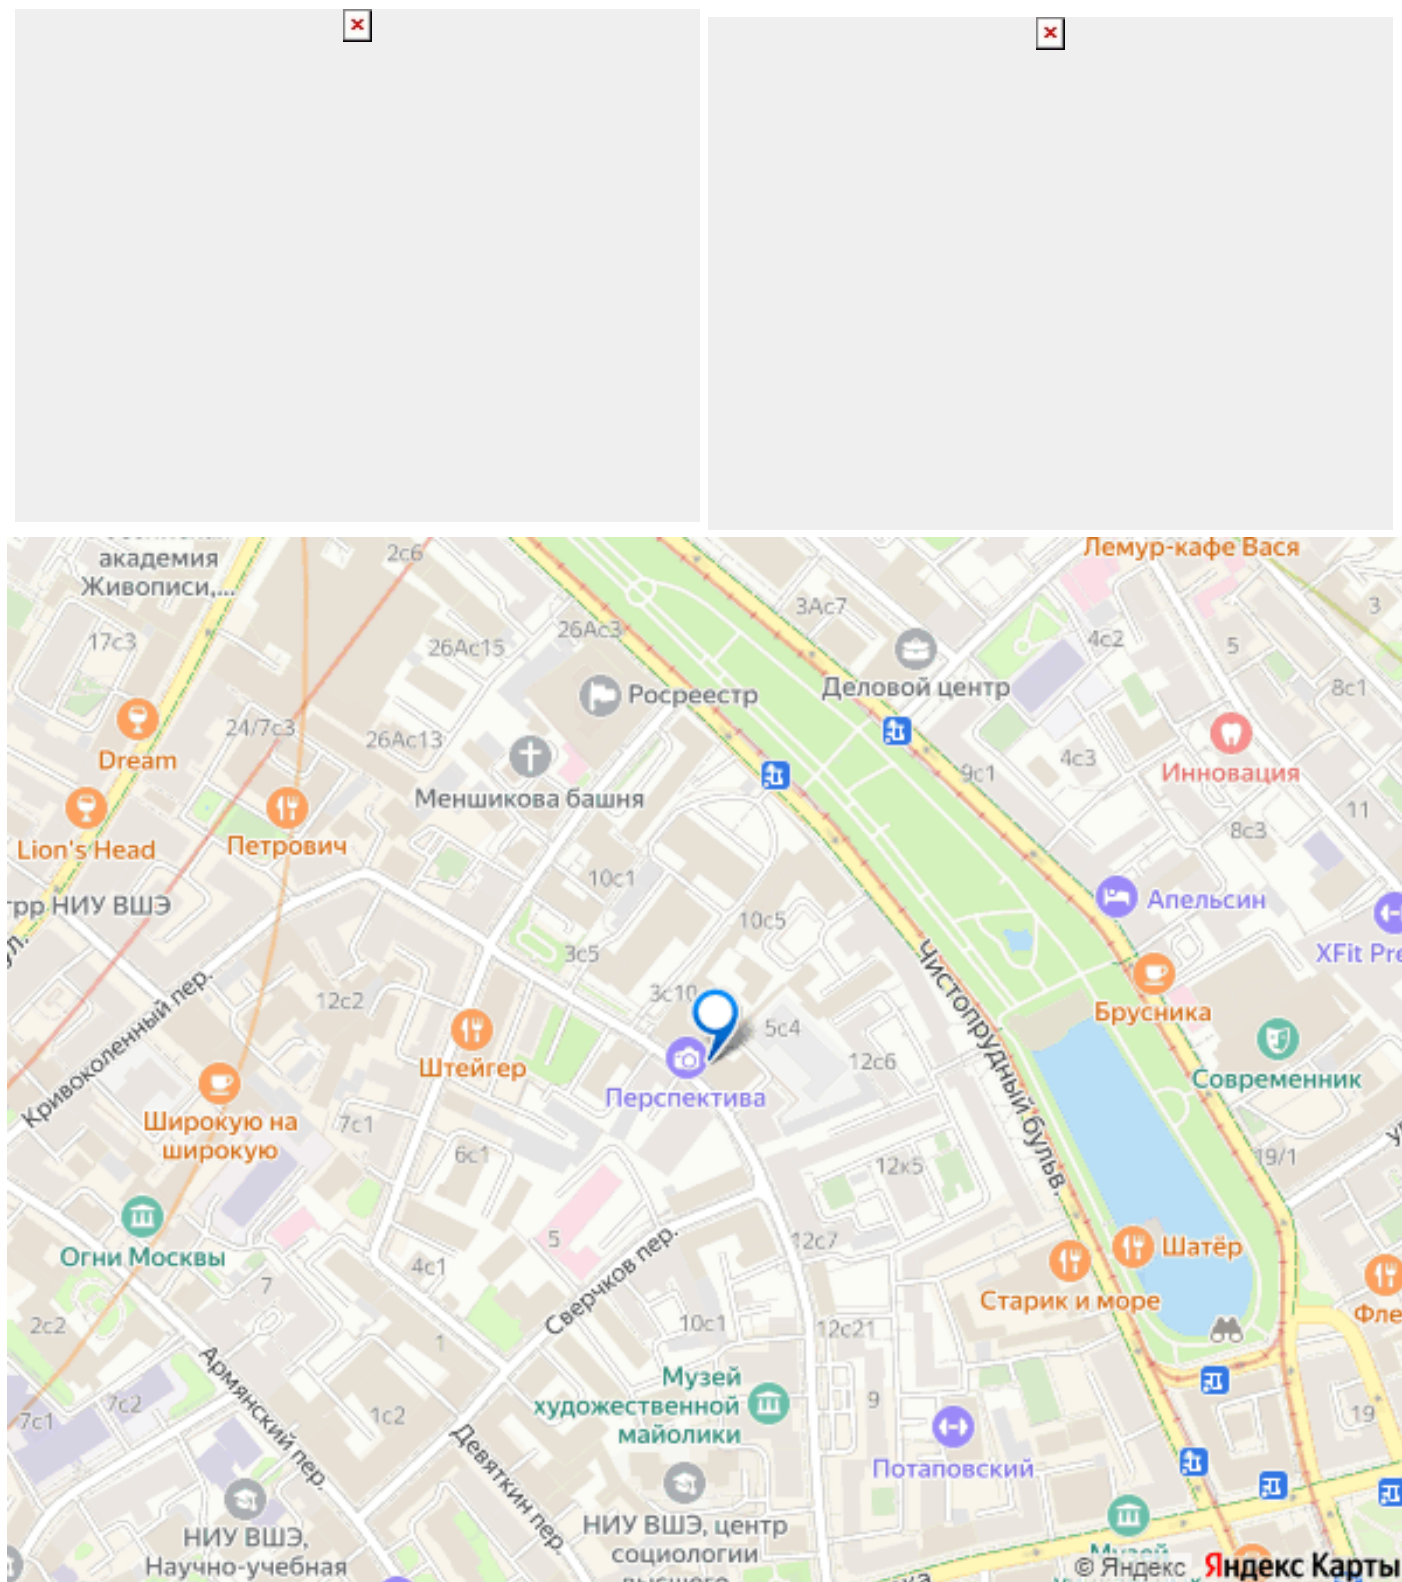 академия
Живописи,...
2с6
Лемур-кафе Вася
17с3
26Ас15
26Ас3
3Ас7
4с2
5
3
Росреестр
Деловой центр
8с1
Dream
24/7с3
26Ас13
Меншикова башня
9с1
4с3
Инновация
Lion's Head
Петрович
10с1
8с3
11
грр НИУ ВШЭ
10с5
Апельсин
XFit Pre
3с5
Чистопрудный бульв.
Кривоколенный пер.
12с2
3с10
5с4
Брусника
Штейгер
Перспектива
12с6
Современник
Широкую на
широкую
7с1
6с1
12к5
19/1
Огни Москвы
5
12с7
Шатёр
4с1
7
Сверчков пер.
Старик и море
Фле
2с2
1
10с1
12с21
Армянский пер.
Музей
художественной
майолики
7с2
7с1
1с2
9
19
Девяткин пер.
Потаповский
НИУ ВШЭ,
Научно-учебная
НИУ ВШЭ, центр
социологии
Музей
© Яндекс Яндекс Карты